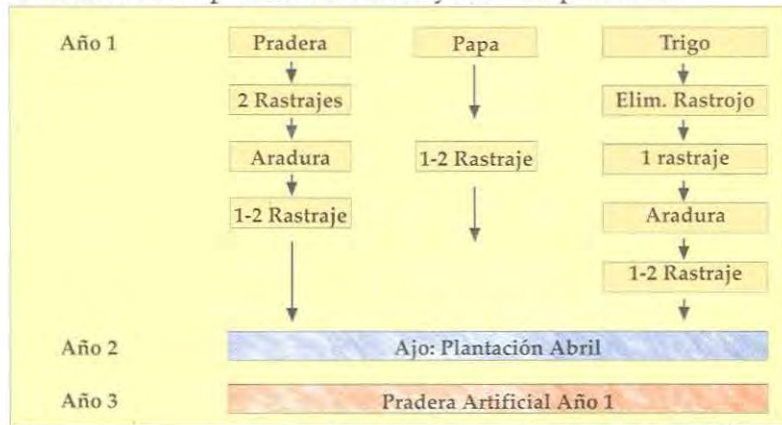 Año 1 Pradera Papa Trigo
2 Rastrajes Elim. Rastrojo
Aradura 1-2 Rastraje 1 rastraje
1-2 Rastraje Aradura
1-2 Rastraje
Año 2 Ajo: Plantación Abril
Año 3 Pradera Artificial Año 1